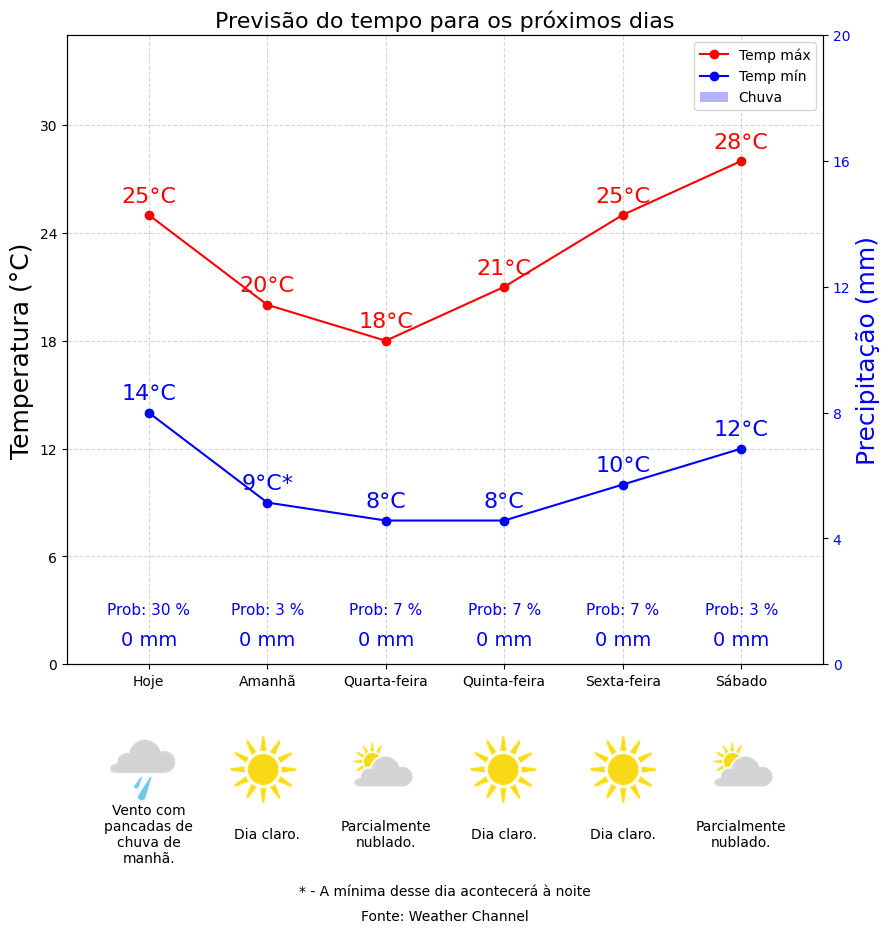 Previsão do tempo para os próximos dias
Temp máx
Temp mín
Chuva
Temperatura (°C)
30
24
18
12
6
0
Precipitação (mm)
20
16
12
8
4
0
25°C
20°C
18°C
21°C
25°C
28°C
14°C
9°C*
8°C
8°C
10°C
12°C
Prob: 30 %
Prob: 3 %
Prob: 7 %
Prob: 7 %
Prob: 7 %
Prob: 3 %
0 mm
0 mm
0 mm
0 mm
0 mm
0 mm
Hoje
Amanhã
Quarta-feira
Quinta-feira
Sexta-feira
Sábado
Vento com
pancadas de
chuva de
manhã.
Dia claro.
Parcialmente
nublado.
Dia claro.
Dia claro.
Parcialmente
nublado.
* - A mínima desse dia acontecerá à noite
Fonte: Weather Channel